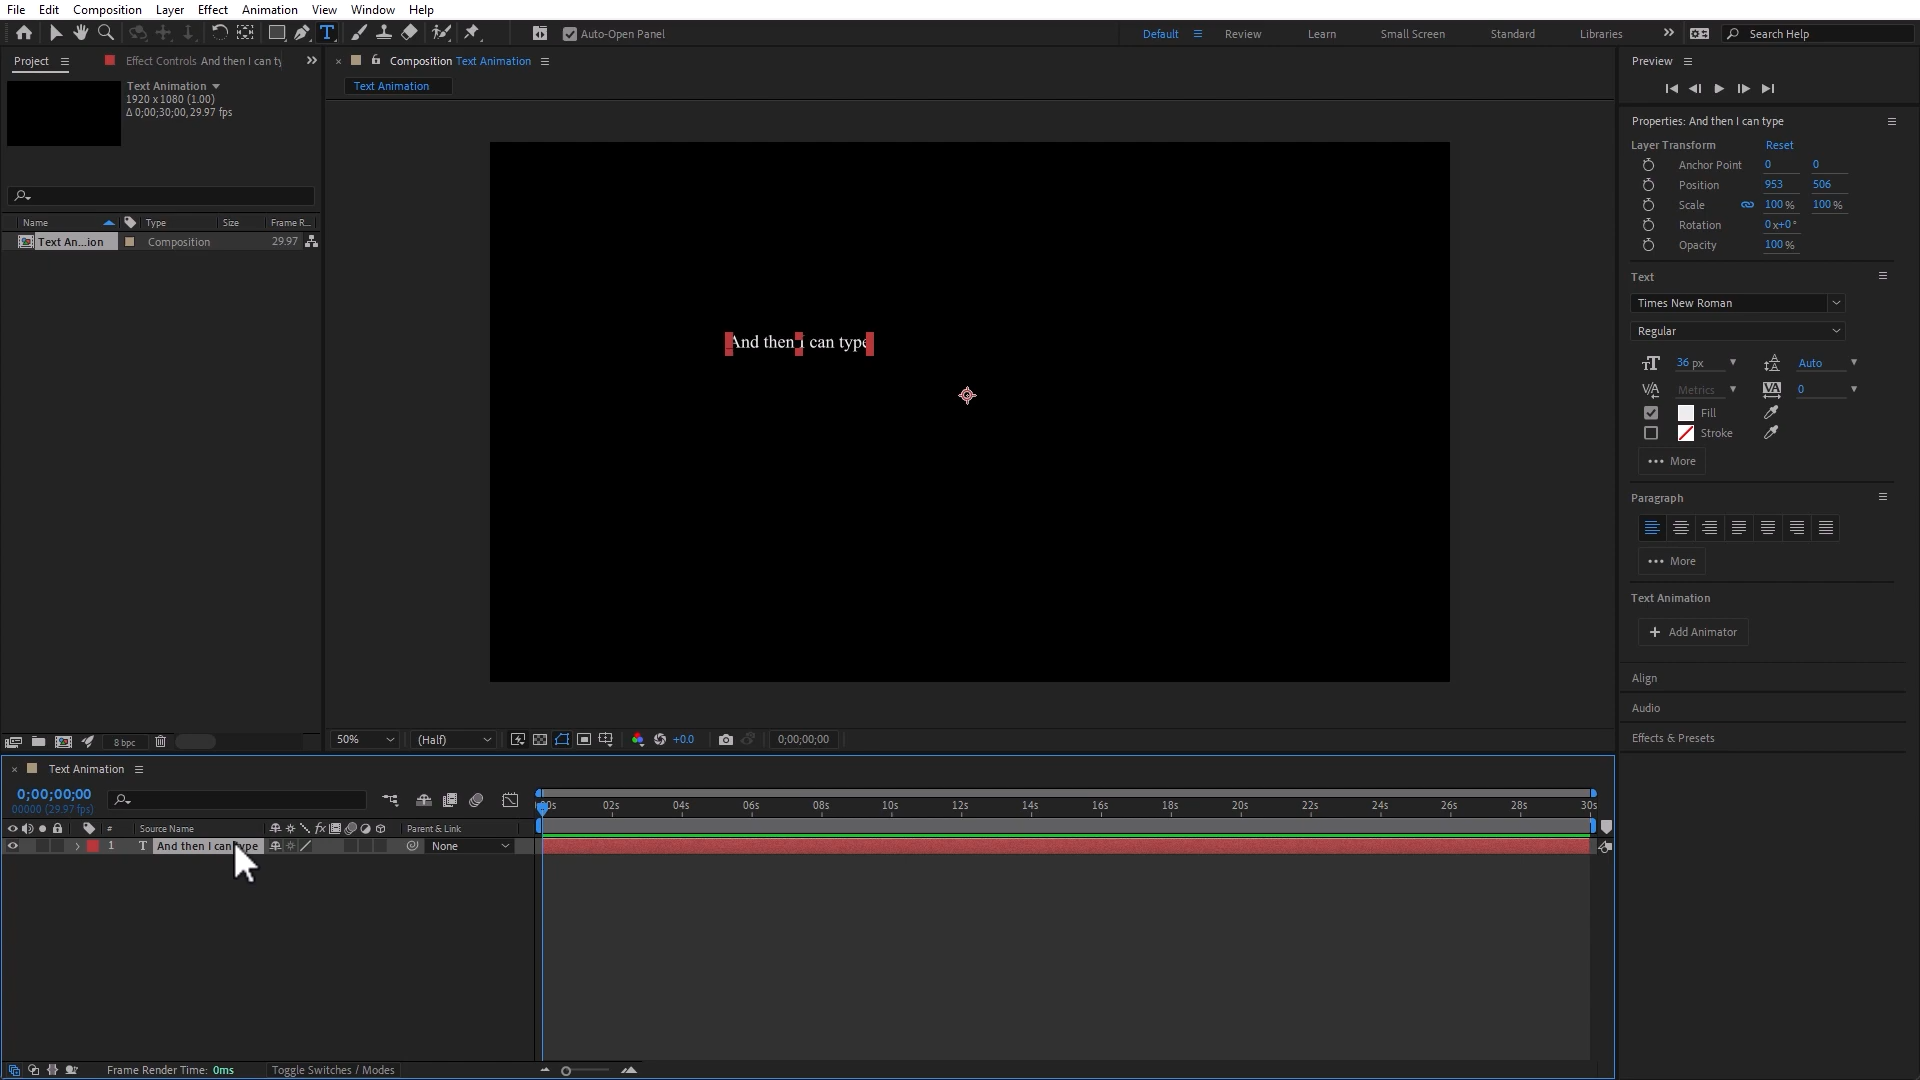 File Edit Composition Layer Effect Animation View Window Help
Auto-Open Panel
Default Review Learn Small Screen Standard Libraries Search Help
Project Effect Controls And then I can ty
Composition Text Animation
Text Animation
Text Animation
1920 x 1080 (1.00)
Δ 0;00;30;00, 29.97 fps
Name Type Size Frame R...
Text An...ion Composition 29.97
And then I can type
8 bpc
50% (Half) +0.0 0;00;00;00
Preview
Properties: And then I can type
Layer Transform Reset
Anchor Point 0 0
Position 953 506
Scale 100 % 100 %
Rotation 0x+0°
Opacity 100 %
Text
Times New Roman
Regular
36 px Auto
Metrics 0
Fill
Stroke
More
Paragraph
More
Text Animation
Add Animator
Align
Audio
Effects & Presets
Text Animation
0;00;00;00
00000 (29.97 fps)
02s 04s 06s 08s 10s 12s 14s 16s 18s 20s 22s 24s 26s 28s 30s
# Source Name fx Parent & Link
1 T And then I can type None
Frame Render Time: 0ms Toggle Switches / Modes